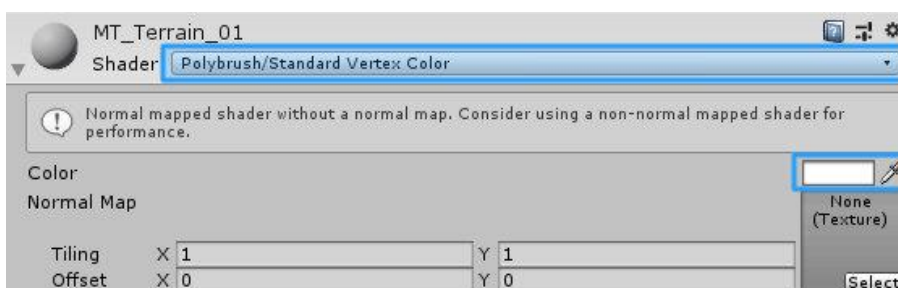 MT_Terrain_01
Shader Polybrush/Standard Vertex Color
Normal mapped shader without a normal map. Consider using a non-normal mapped shader for
performance.
Color
Normal Map
None
(Texture)
Tiling X 1 Y 1
Offset X 0 Y 0
Select